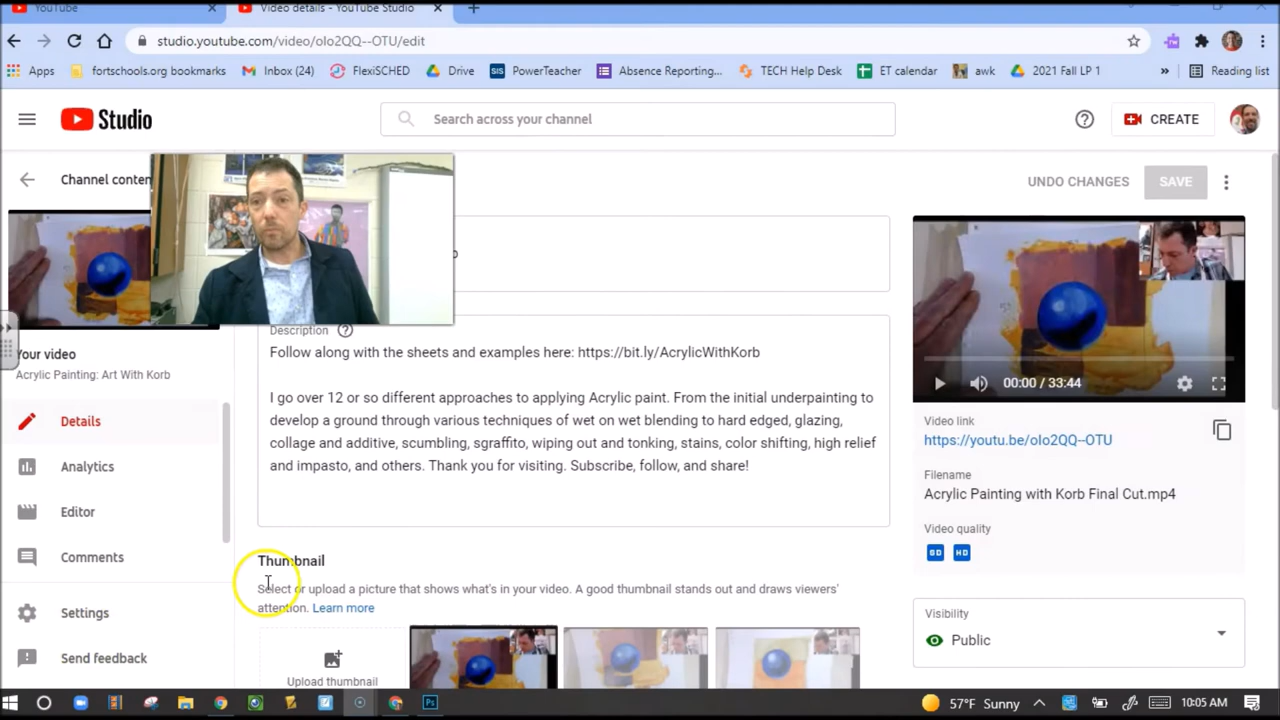 YouTube
Video details - YouTube Studio
studio.youtube.com/video/oIo2QQ--OTU/edit
Apps
fortschools.org bookmarks
Inbox (24)
FlexiSCHED
Drive
SIS PowerTeacher
Absence Reporting...
TECH Help Desk
ET calendar
awk
2021 Fall LP 1
»
Reading list
Studio
Search across your channel
CREATE
Channel conten
UNDO CHANGES
SAVE
Description
Follow along with the sheets and examples here: https://bit.ly/AcrylicWithKorb
I go over 12 or so different approaches to applying Acrylic paint. From the initial underpainting to
develop a ground through various techniques of wet on wet blending to hard edged, glazing,
collage and additive, scumbling, sgraffito, wiping out and tonking, stains, color shifting, high relief
and impasto, and others. Thank you for visiting. Subscribe, follow, and share!
Your video
Acrylic Painting: Art With Korb
Details
Analytics
Editor
Comments
Settings
Send feedback
Thumbnail
Select or upload a picture that shows what's in your video. A good thumbnail stands out and draws viewers'
attention. Learn more
Upload thumbnail
00:00 / 33:44
Video link
https://youtu.be/oIo2QQ--OTU
Filename
Acrylic Painting with Korb Final Cut.mp4
Video quality
SD HD
Visibility
Public
Ps
57°F Sunny
10:05 AM